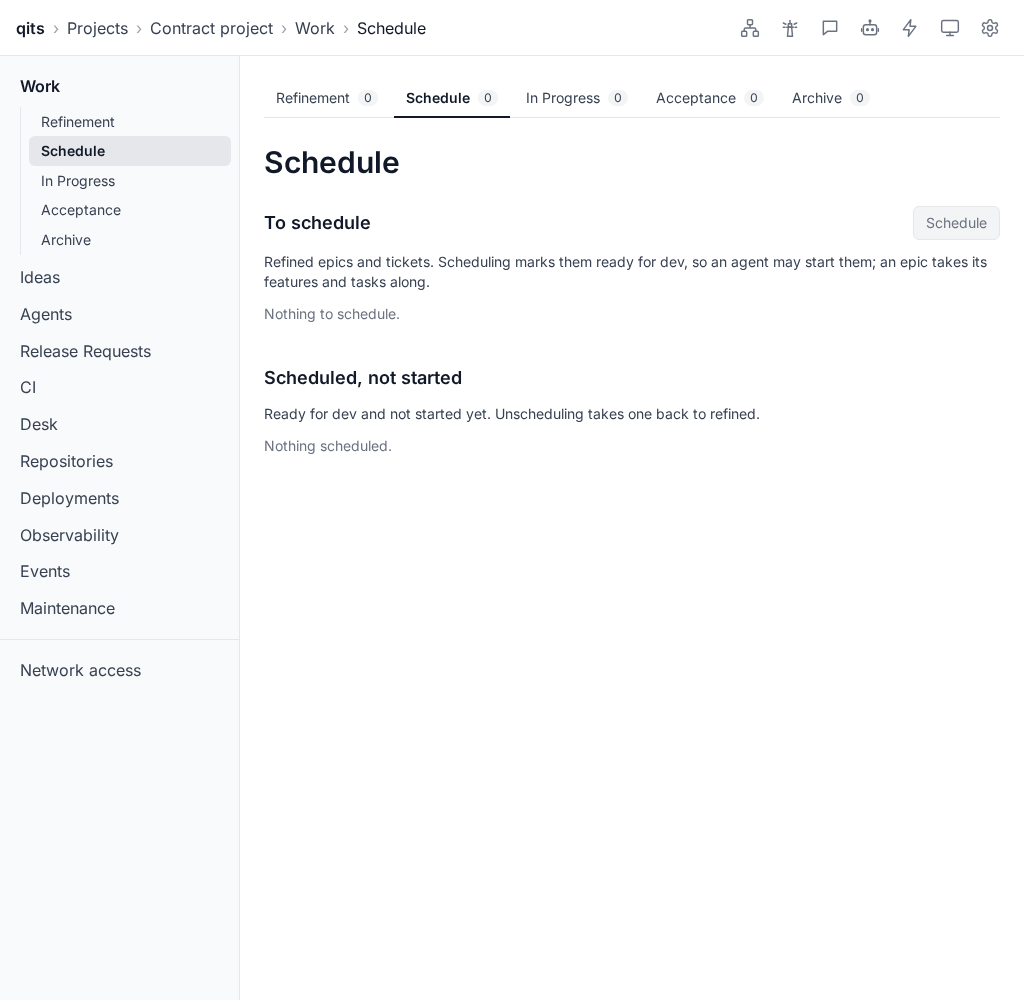 qits › Projects › Contract project › Work › Schedule
Work
Refinement
Schedule
In Progress
Acceptance
Archive
Ideas
Agents
Release Requests
CI
Desk
Repositories
Deployments
Observability
Events
Maintenance
Network access
Refinement 0 Schedule 0 In Progress 0 Acceptance 0 Archive 0
Schedule
To schedule
Schedule
Refined epics and tickets. Scheduling marks them ready for dev, so an agent may start them; an epic takes its
features and tasks along.
Nothing to schedule.
Scheduled, not started
Ready for dev and not started yet. Unscheduling takes one back to refined.
Nothing scheduled.